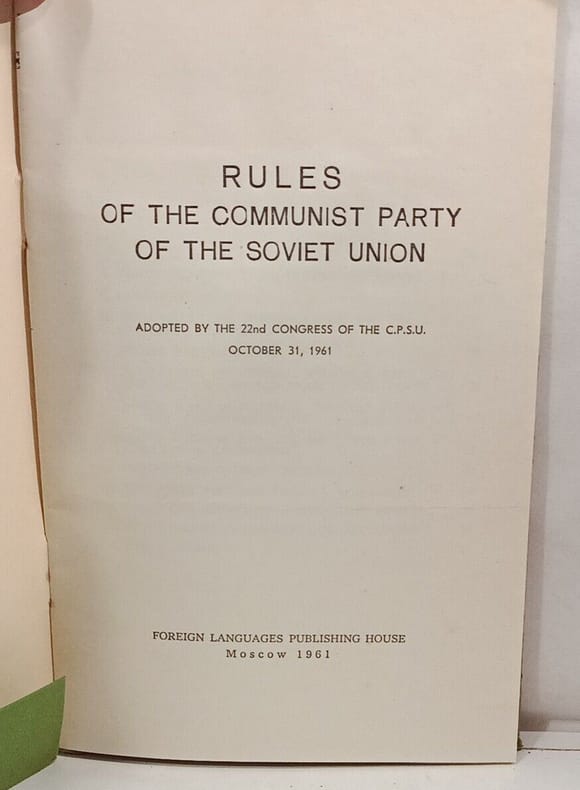 RULES
OF THE COMMUNIST PARTY
OF THE SOVIET UNION
ADOPTED BY THE 22nd CONGRESS OF THE C.P.S.U.
OCTOBER 31, 1961
FOREIGN LANGUAGES PUBLISHING HOUSE
Moscow 1961